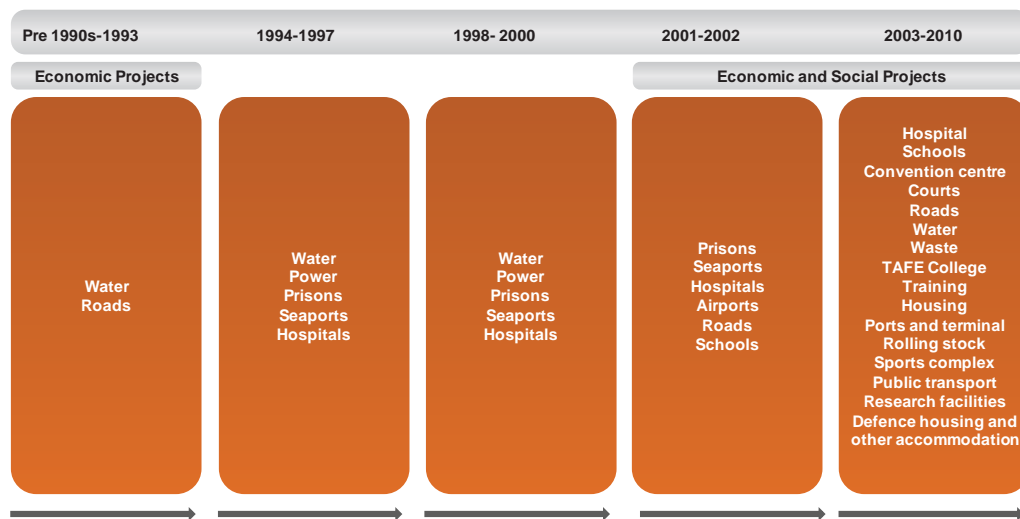 Pre 1990s-1993
1994-1997
1998- 2000
2001-2002
2003-2010
Economic Projects
Economic and Social Projects
Water
Roads
Water
Power
Prisons
Seaports
Hospitals
Water
Power
Prisons
Seaports
Hospitals
Prisons
Seaports
Hospitals
Airports
Roads
Schools
Hospital
Schools
Convention centre
Courts
Roads
Water
Waste
TAFE College
Training
Housing
Ports and terminal
Rolling stock
Sports complex
Public transport
Research facilities
Defence housing and
other accommodation